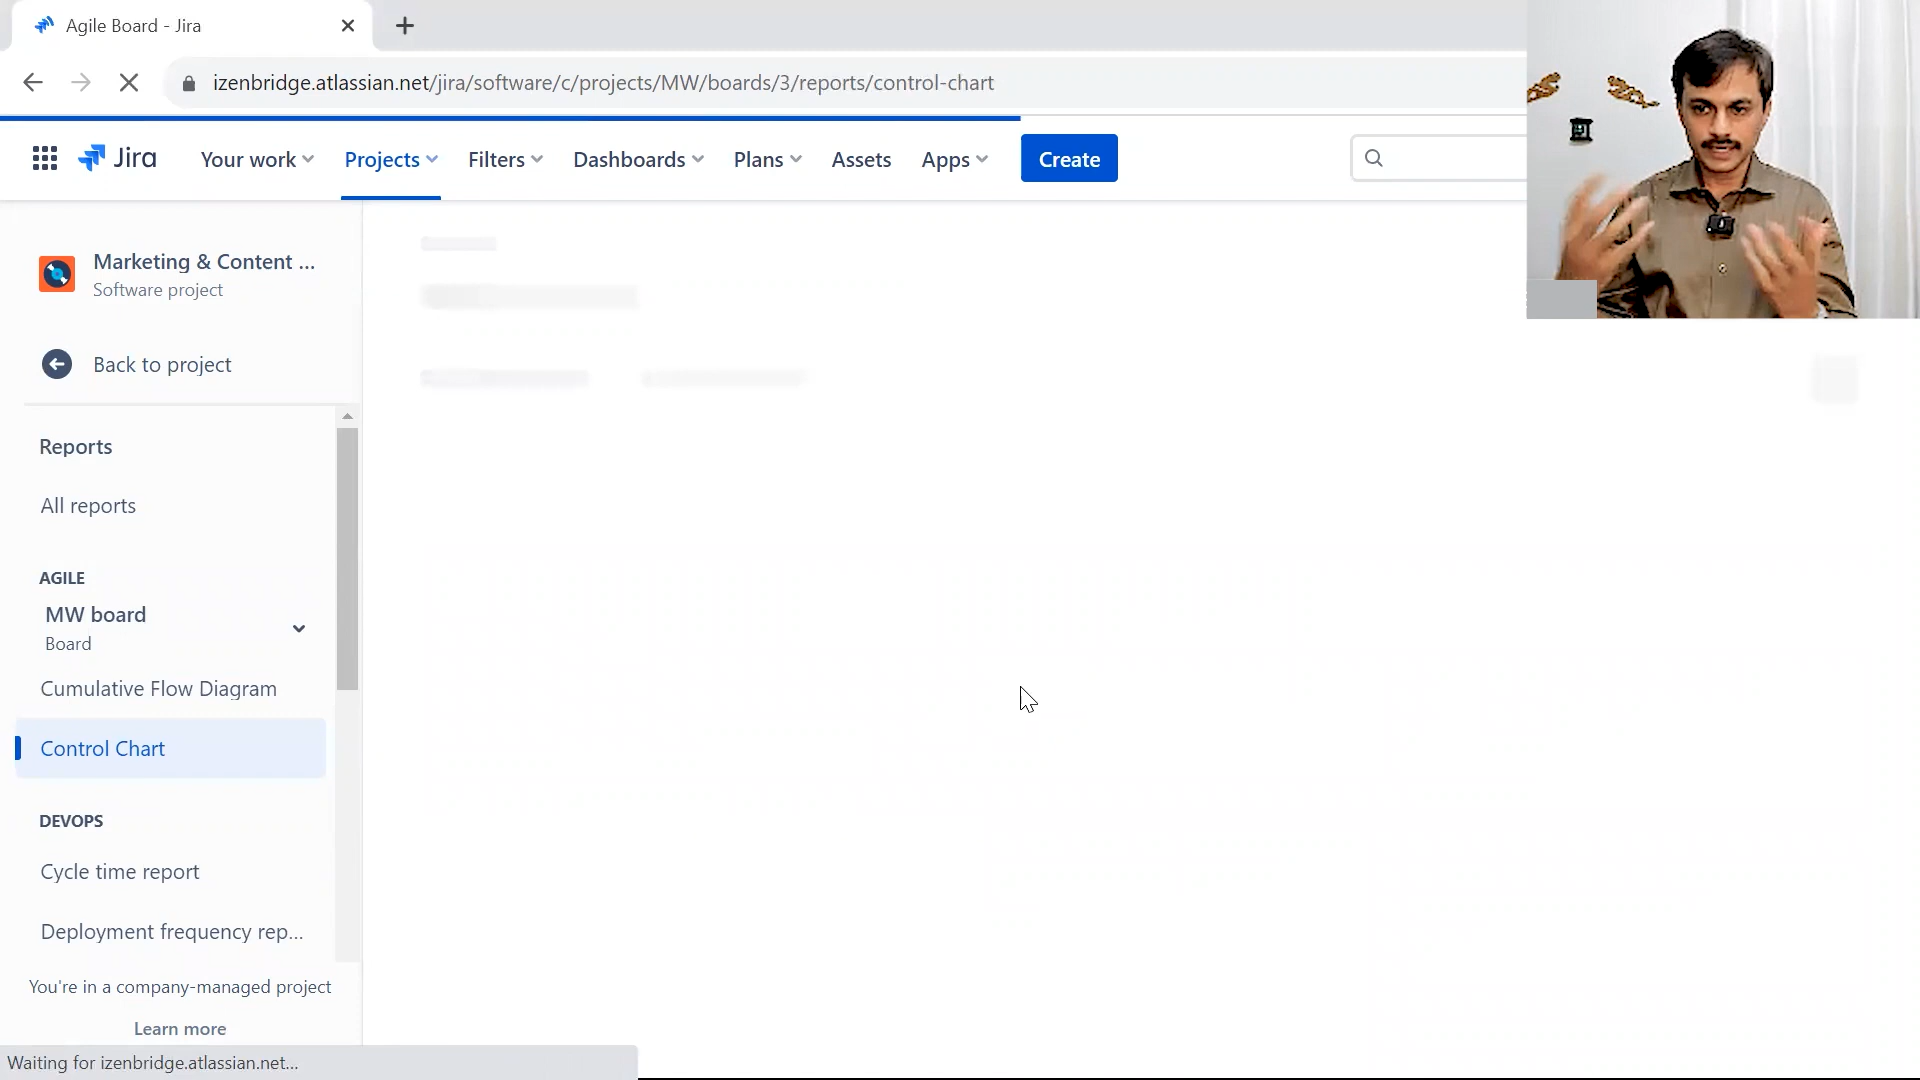 Agile Board - Jira
izenbridge.atlassian.net/jira/software/c/projects/MW/boards/3/reports/control-chart
Jira
Your work
Projects
Filters
Dashboards
Plans
Assets
Apps
Create
Marketing & Content ...
Software project
Back to project
Reports
All reports
AGILE
MW board
Board
Cumulative Flow Diagram
Control Chart
DEVOPS
Cycle time report
Deployment frequency rep...
You're in a company-managed project
Learn more
Waiting for izenbridge.atlassian.net...